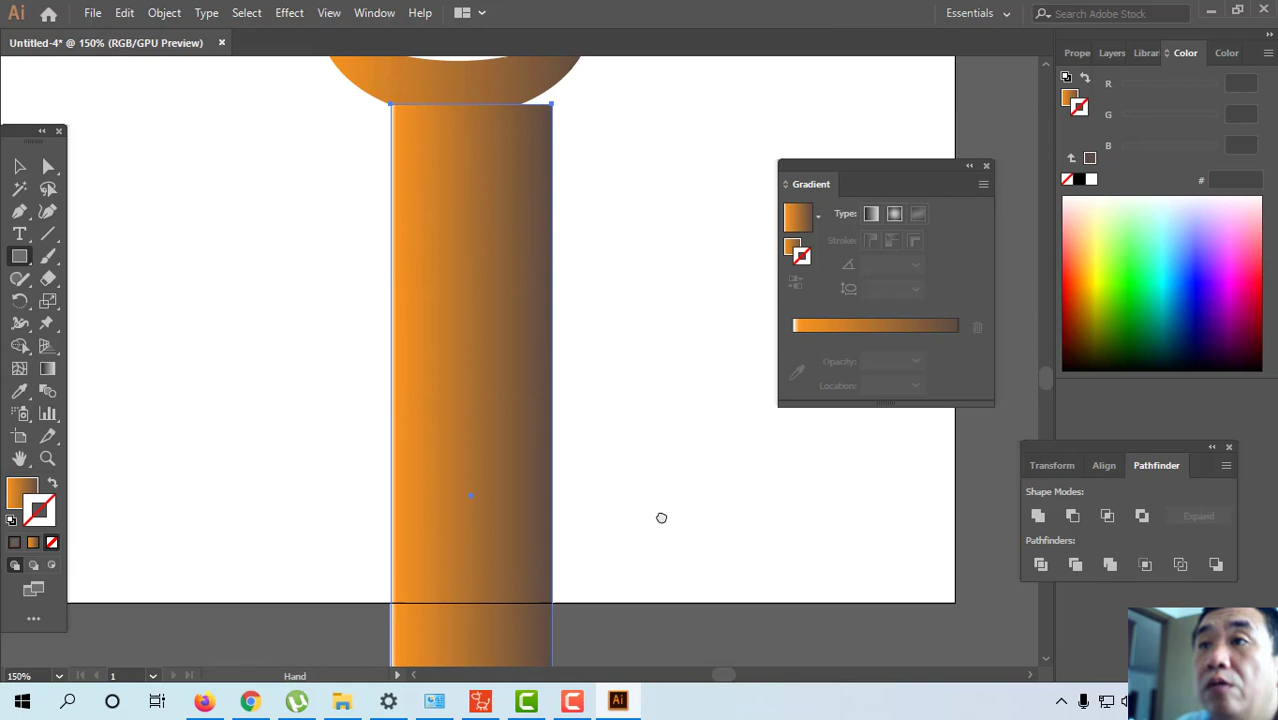 Ai File Edit Object Type Select Effect View Window Help Essentials Search Adobe Stock
Untitled-4* @ 150% (RGB/GPU Preview)
Prope Layers Librar Color Color
R
G
B
#
Gradient
Type:
Stroke:
Opacity:
Location:
Transform Align Pathfinder
Shape Modes:
Expand
Pathfinders:
150% 1 Hand
Ai